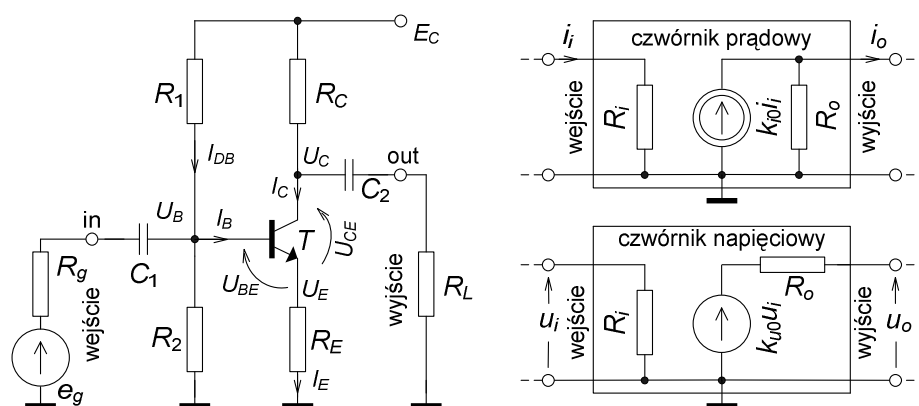 E_C
R_1
R_C
I_DB
U_C
out
I_C
C_2
U_B
I_B
in
T
U_CE
C_1
U_BE
U_E
R_g
wejście
R_2
R_E
wyjście
R_L
e_g
I_E
i_i
czwórnik prądowy
i_o
wejście
R_i
k_i0 i_i
R_o
wyjście
czwórnik napięciowy
u_i
wejście
R_i
k_u0 u_i
R_o
wyjście
u_o